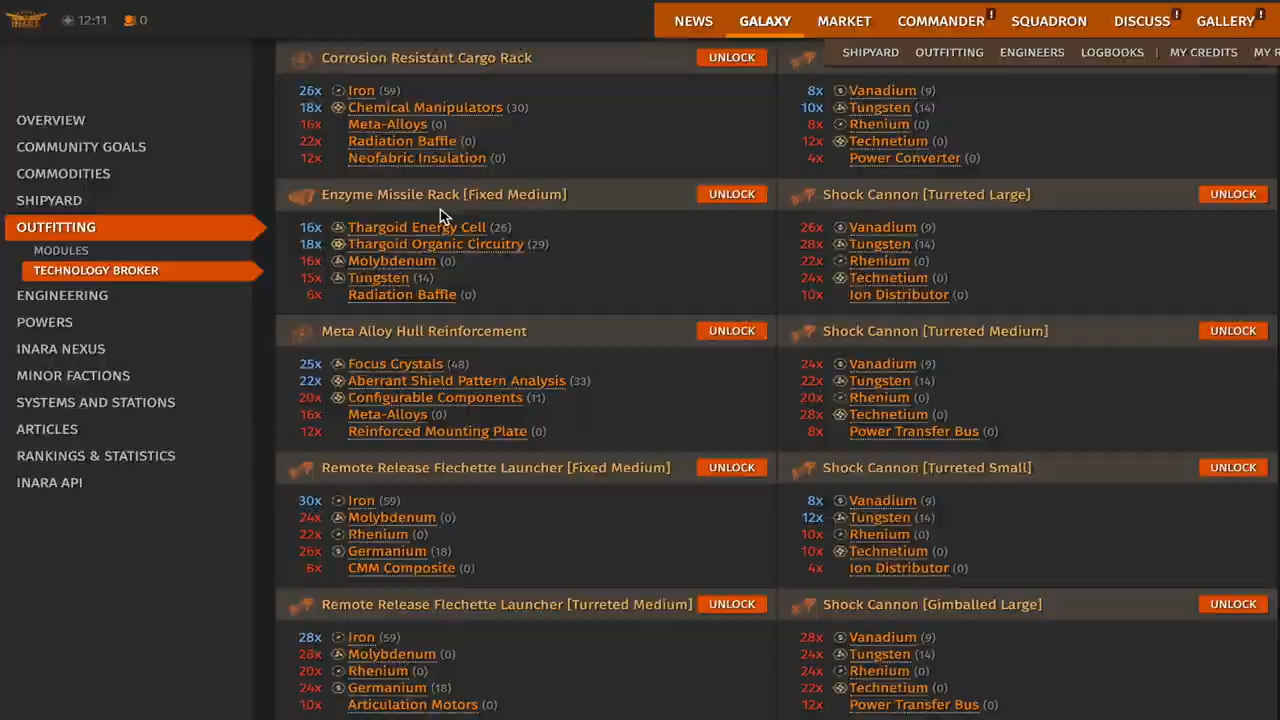 12:11 0
NEWS GALAXY MARKET COMMANDER! SQUADRON DISCUSS! GALLERY!
SHIPYARD OUTFITTING ENGINEERS LOGBOOKS | MY CREDITS MY R
OVERVIEW
COMMUNITY GOALS
COMMODITIES
SHIPYARD
OUTFITTING
MODULES
TECHNOLOGY BROKER
ENGINEERING
POWERS
INARA NEXUS
MINOR FACTIONS
SYSTEMS AND STATIONS
ARTICLES
RANKINGS & STATISTICS
INARA API
Corrosion Resistant Cargo Rack UNLOCK
26x Iron (59)
18x Chemical Manipulators (30)
16x Meta-Alloys (0)
22x Radiation Baffle (0)
12x Neofabric Insulation (0)
Enzyme Missile Rack [Fixed Medium] UNLOCK
16x Thargoid Energy Cell (26)
18x Thargoid Organic Circuitry (29)
16x Molybdenum (0)
15x Tungsten (14)
6x Radiation Baffle (0)
Meta Alloy Hull Reinforcement UNLOCK
25x Focus Crystals (48)
22x Aberrant Shield Pattern Analysis (33)
20x Configurable Components (11)
16x Meta-Alloys (0)
12x Reinforced Mounting Plate (0)
Remote Release Flechette Launcher [Fixed Medium] UNLOCK
30x Iron (59)
24x Molybdenum (0)
22x Rhenium (0)
26x Germanium (18)
8x CMM Composite (0)
Remote Release Flechette Launcher [Turreted Medium] UNLOCK
28x Iron (59)
28x Molybdenum (0)
20x Rhenium (0)
24x Germanium (18)
10x Articulation Motors (0)
8x Vanadium (9)
10x Tungsten (14)
8x Rhenium (0)
12x Technetium (0)
4x Power Converter (0)
Shock Cannon [Turreted Large] UNLOCK
26x Vanadium (9)
28x Tungsten (14)
22x Rhenium (0)
24x Technetium (0)
10x Ion Distributor (0)
Shock Cannon [Turreted Medium] UNLOCK
24x Vanadium (9)
22x Tungsten (14)
20x Rhenium (0)
28x Technetium (0)
8x Power Transfer Bus (0)
Shock Cannon [Turreted Small] UNLOCK
8x Vanadium (9)
12x Tungsten (14)
10x Rhenium (0)
10x Technetium (0)
4x Ion Distributor (0)
Shock Cannon [Gimballed Large] UNLOCK
28x Vanadium (9)
24x Tungsten (14)
24x Rhenium (0)
22x Technetium (0)
12x Power Transfer Bus (0)